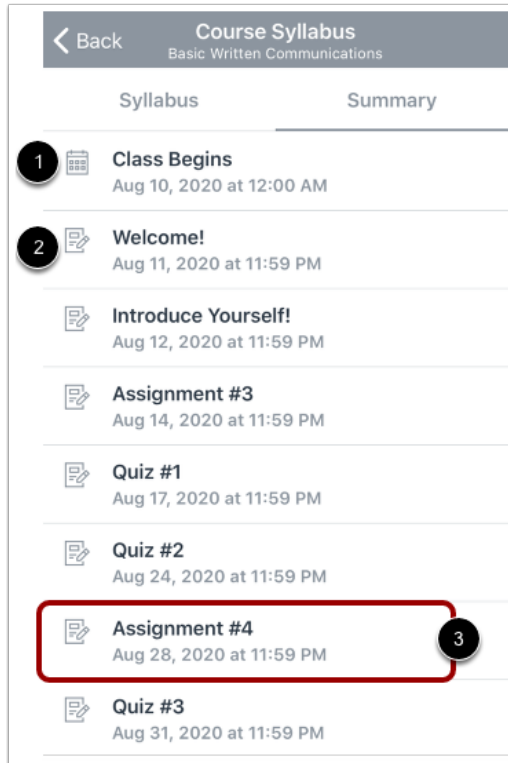 Back
Course Syllabus
Basic Written Communications
Syllabus Summary
1
Class Begins
Aug 10, 2020 at 12:00 AM
2
Welcome!
Aug 11, 2020 at 11:59 PM
Introduce Yourself!
Aug 12, 2020 at 11:59 PM
Assignment #3
Aug 14, 2020 at 11:59 PM
Quiz #1
Aug 17, 2020 at 11:59 PM
Quiz #2
Aug 24, 2020 at 11:59 PM
Assignment #4
Aug 28, 2020 at 11:59 PM
3
Quiz #3
Aug 31, 2020 at 11:59 PM